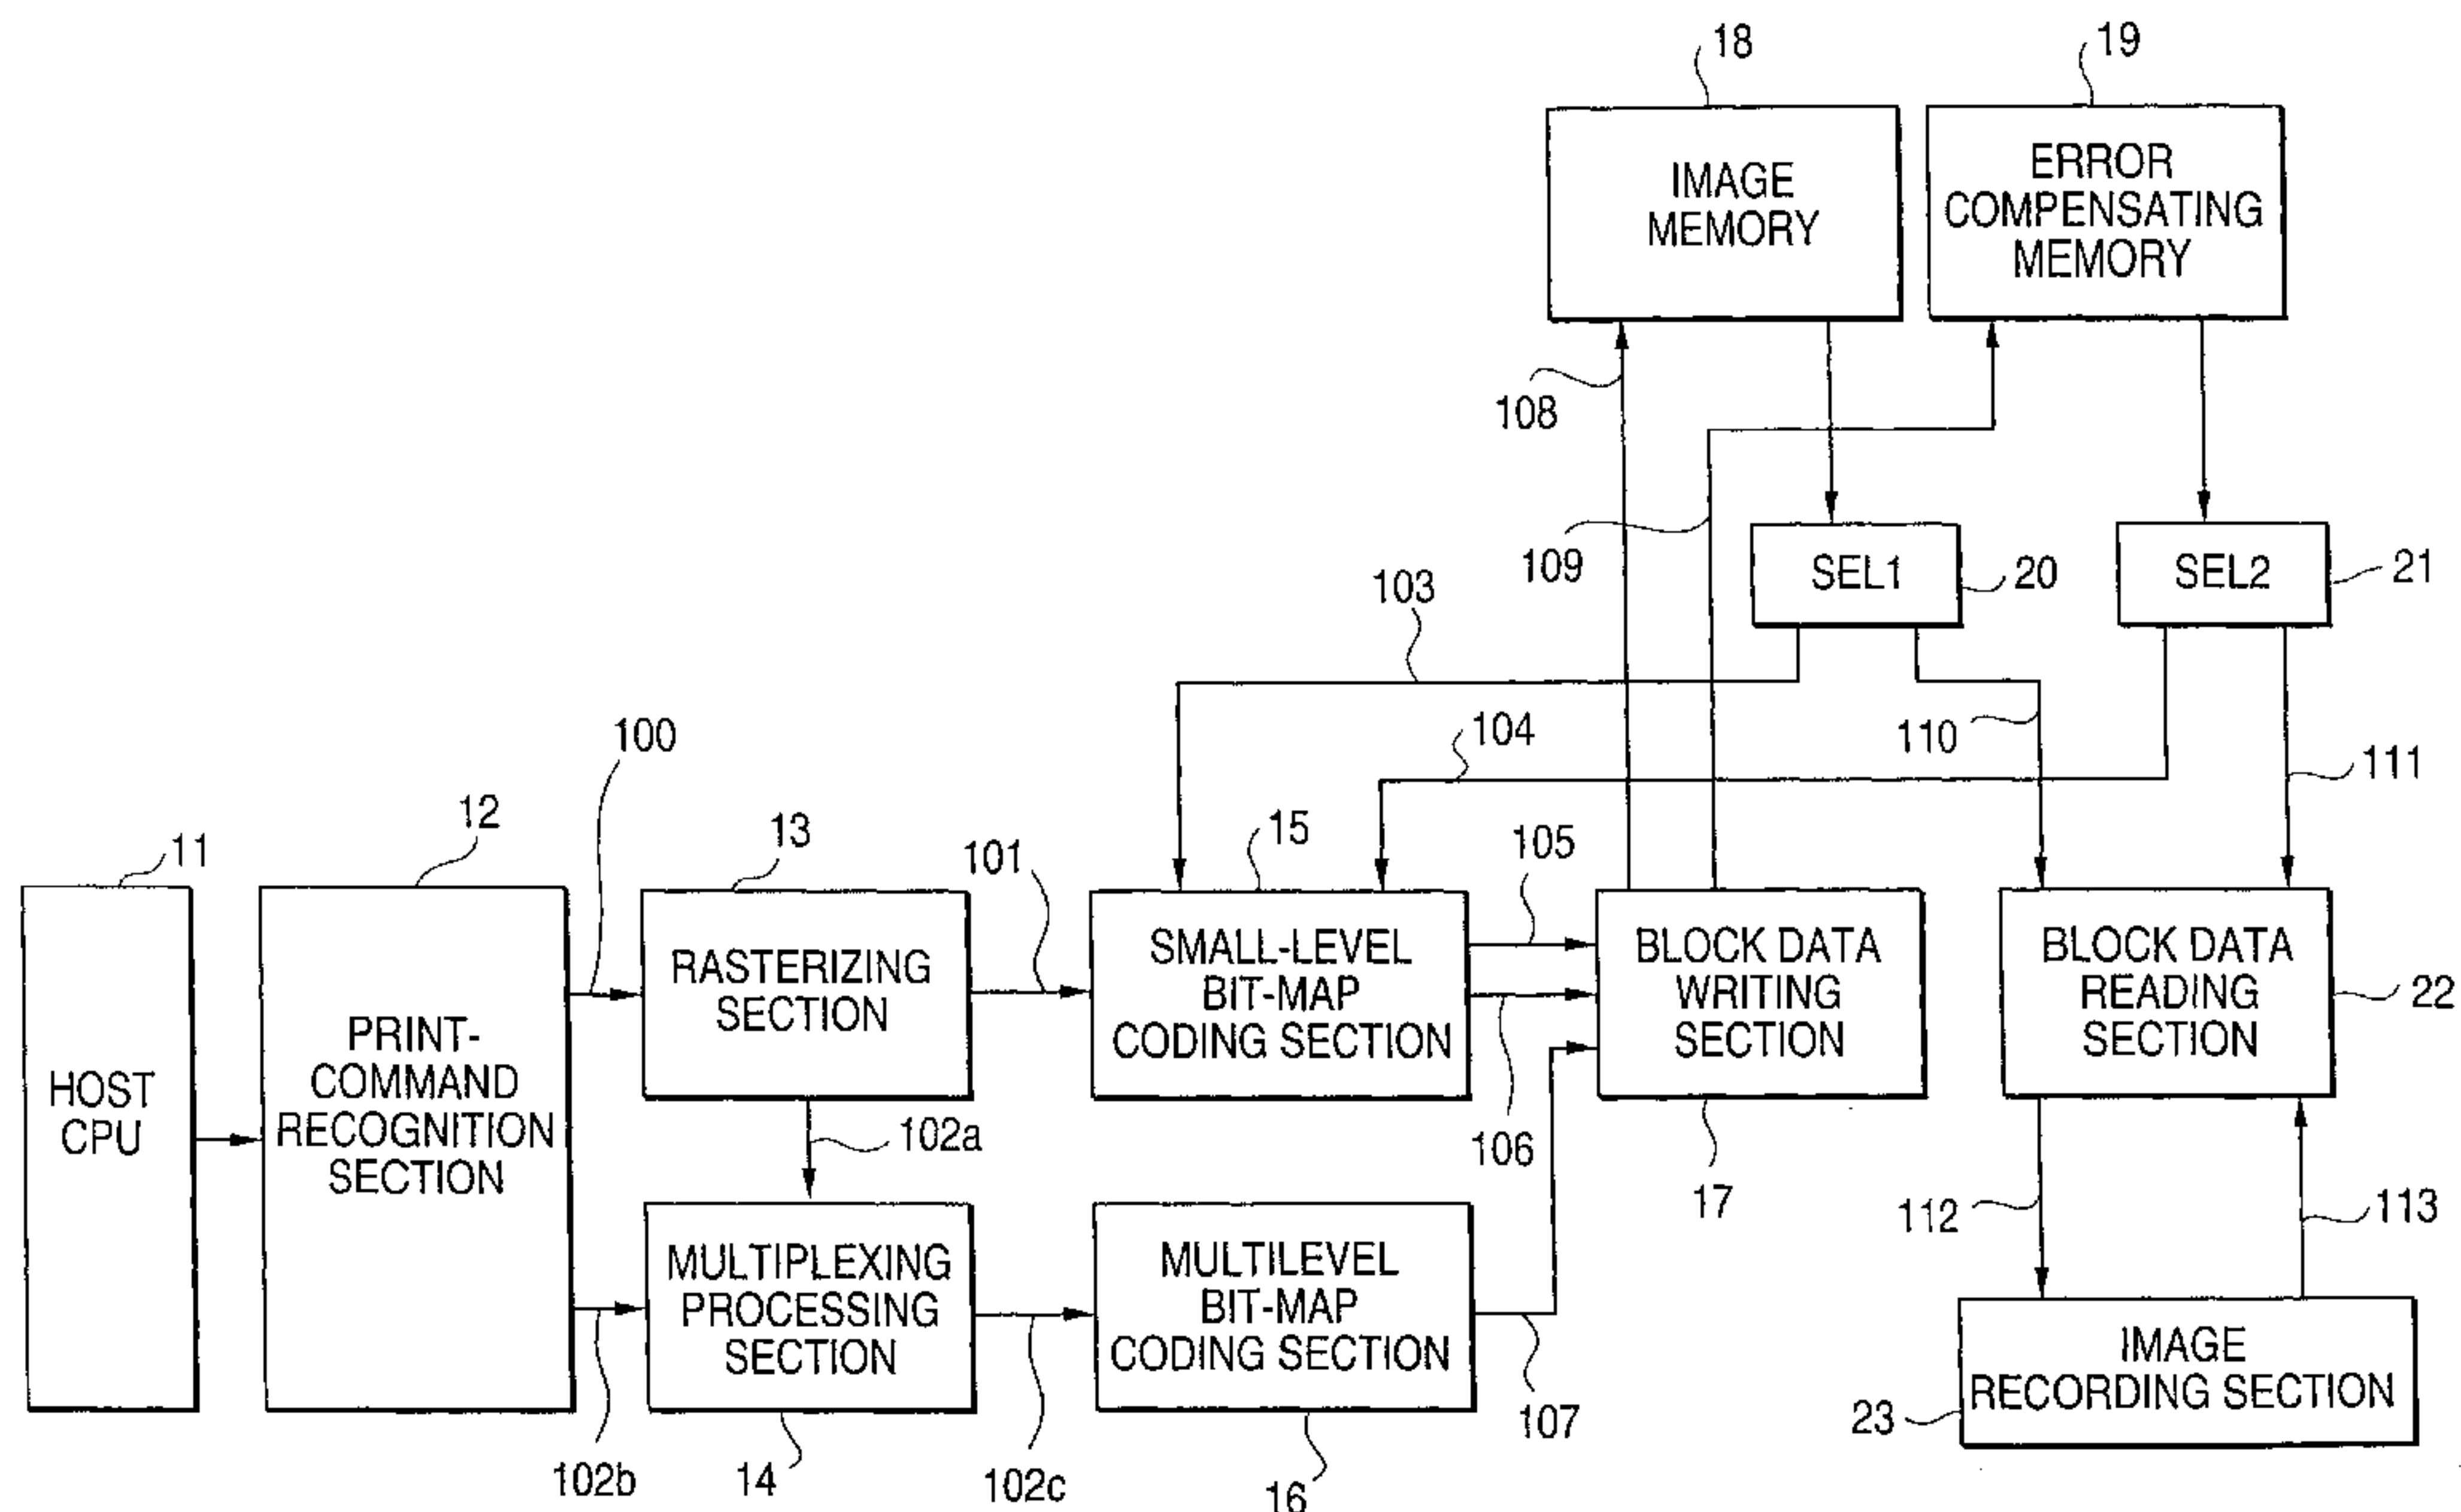 18
19
IMAGE
MEMORY
ERROR
COMPENSATING
MEMORY
108
109
SEL1
20
SEL2
21
103
100
104
110
111
11
12
13
101
15
105
HOST
CPU
PRINT-
COMMAND
RECOGNITION
SECTION
RASTERIZING
SECTION
SMALL-LEVEL
BIT-MAP
CODING SECTION
BLOCK DATA
WRITING
SECTION
BLOCK DATA
READING
SECTION
22
102a
106
17
112
113
MULTIPLEXING
PROCESSING
SECTION
MULTILEVEL
BIT-MAP
CODING SECTION
IMAGE
RECORDING SECTION
23
102b
14
102c
16
107